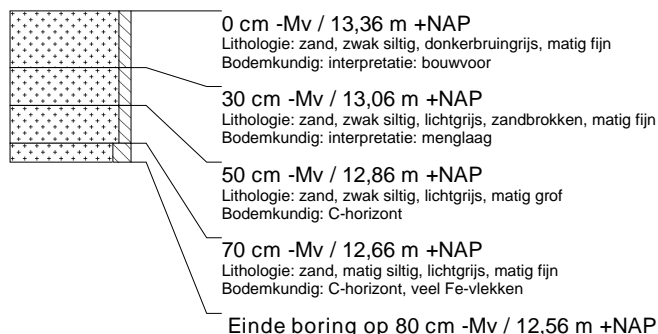 0 cm -Mv / 13,36 m +NAP
Lithologie: zand, zwak siltig, donkerbruingrijs, matig fijn
Bodemkundig: interpretatie: bouwvoor
30 cm -Mv / 13,06 m +NAP
Lithologie: zand, zwak siltig, lichtgrijs, zandbrokken, matig fijn
Bodemkundig: interpretatie: menglaag
50 cm -Mv / 12,86 m +NAP
Lithologie: zand, zwak siltig, lichtgrijs, matig grof
Bodemkundig: C-horizont
70 cm -Mv / 12,66 m +NAP
Lithologie: zand, matig siltig, lichtgrijs, matig fijn
Bodemkundig: C-horizont, veel Fe-vlekken
Einde boring op 80 cm -Mv / 12,56 m +NAP